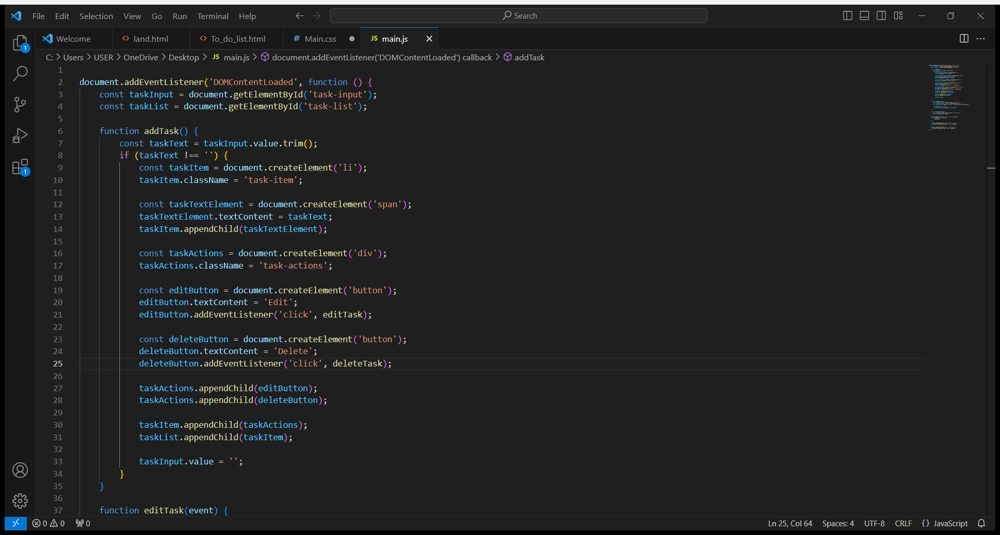 File Edit Selection View Go Run Terminal Help Search
Welcome land.html To_do_list.html # Main.css JS main.js
C: > Users > USER > OneDrive > Desktop > JS main.js > document.addEventListener('DOMContentLoaded') callback > addTask
1
2 document.addEventListener('DOMContentLoaded', function () {
3 const taskInput = document.getElementById('task-input');
4 const taskList = document.getElementById('task-list');
5
6 function addTask() {
7 const taskText = taskInput.value.trim();
8 if (taskText !== '') {
9 const taskItem = document.createElement('li');
10 taskItem.className = 'task-item';
11
12 const taskTextElement = document.createElement('span');
13 taskTextElement.textContent = taskText;
14 taskItem.appendChild(taskTextElement);
15
16 const taskActions = document.createElement('div');
17 taskActions.className = 'task-actions';
18
19 const editButton = document.createElement('button');
20 editButton.textContent = 'Edit';
21 editButton.addEventListener('click', editTask);
22
23 const deleteButton = document.createElement('button');
24 deleteButton.textContent = 'Delete';
25 deleteButton.addEventListener('click', deleteTask);
26
27 taskActions.appendChild(editButton);
28 taskActions.appendChild(deleteButton);
29
30 taskItem.appendChild(taskActions);
31 taskList.appendChild(taskItem);
32
33 taskInput.value = '';
34 }
35 }
36
37 function editTask(event) {
1
1
0 0 0 Ln 25, Col 64 Spaces: 4 UTF-8 CRLF {} JavaScript